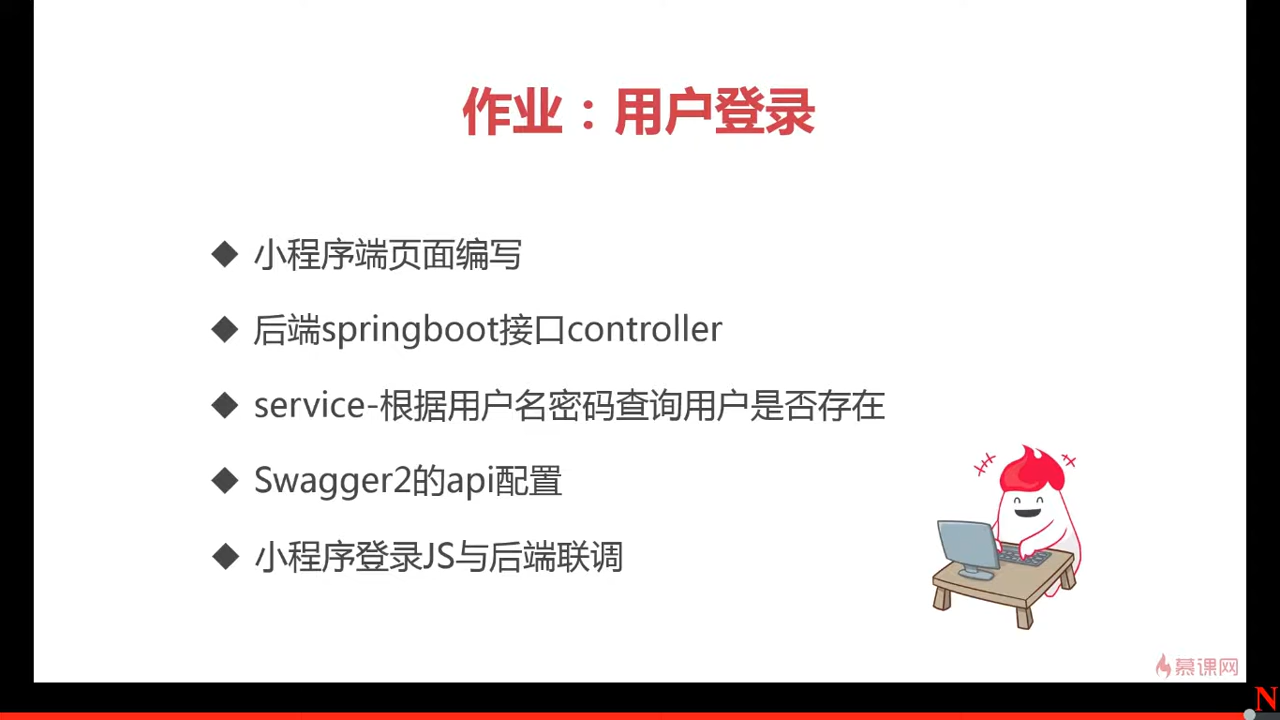 作业：用户登录
◆ 小程序端页面编写
◆ 后端springboot接口controller
◆ service-根据用户名密码查询用户是否存在
◆ Swagger2的api配置
◆ 小程序登录JS与后端联调
慕课网
N